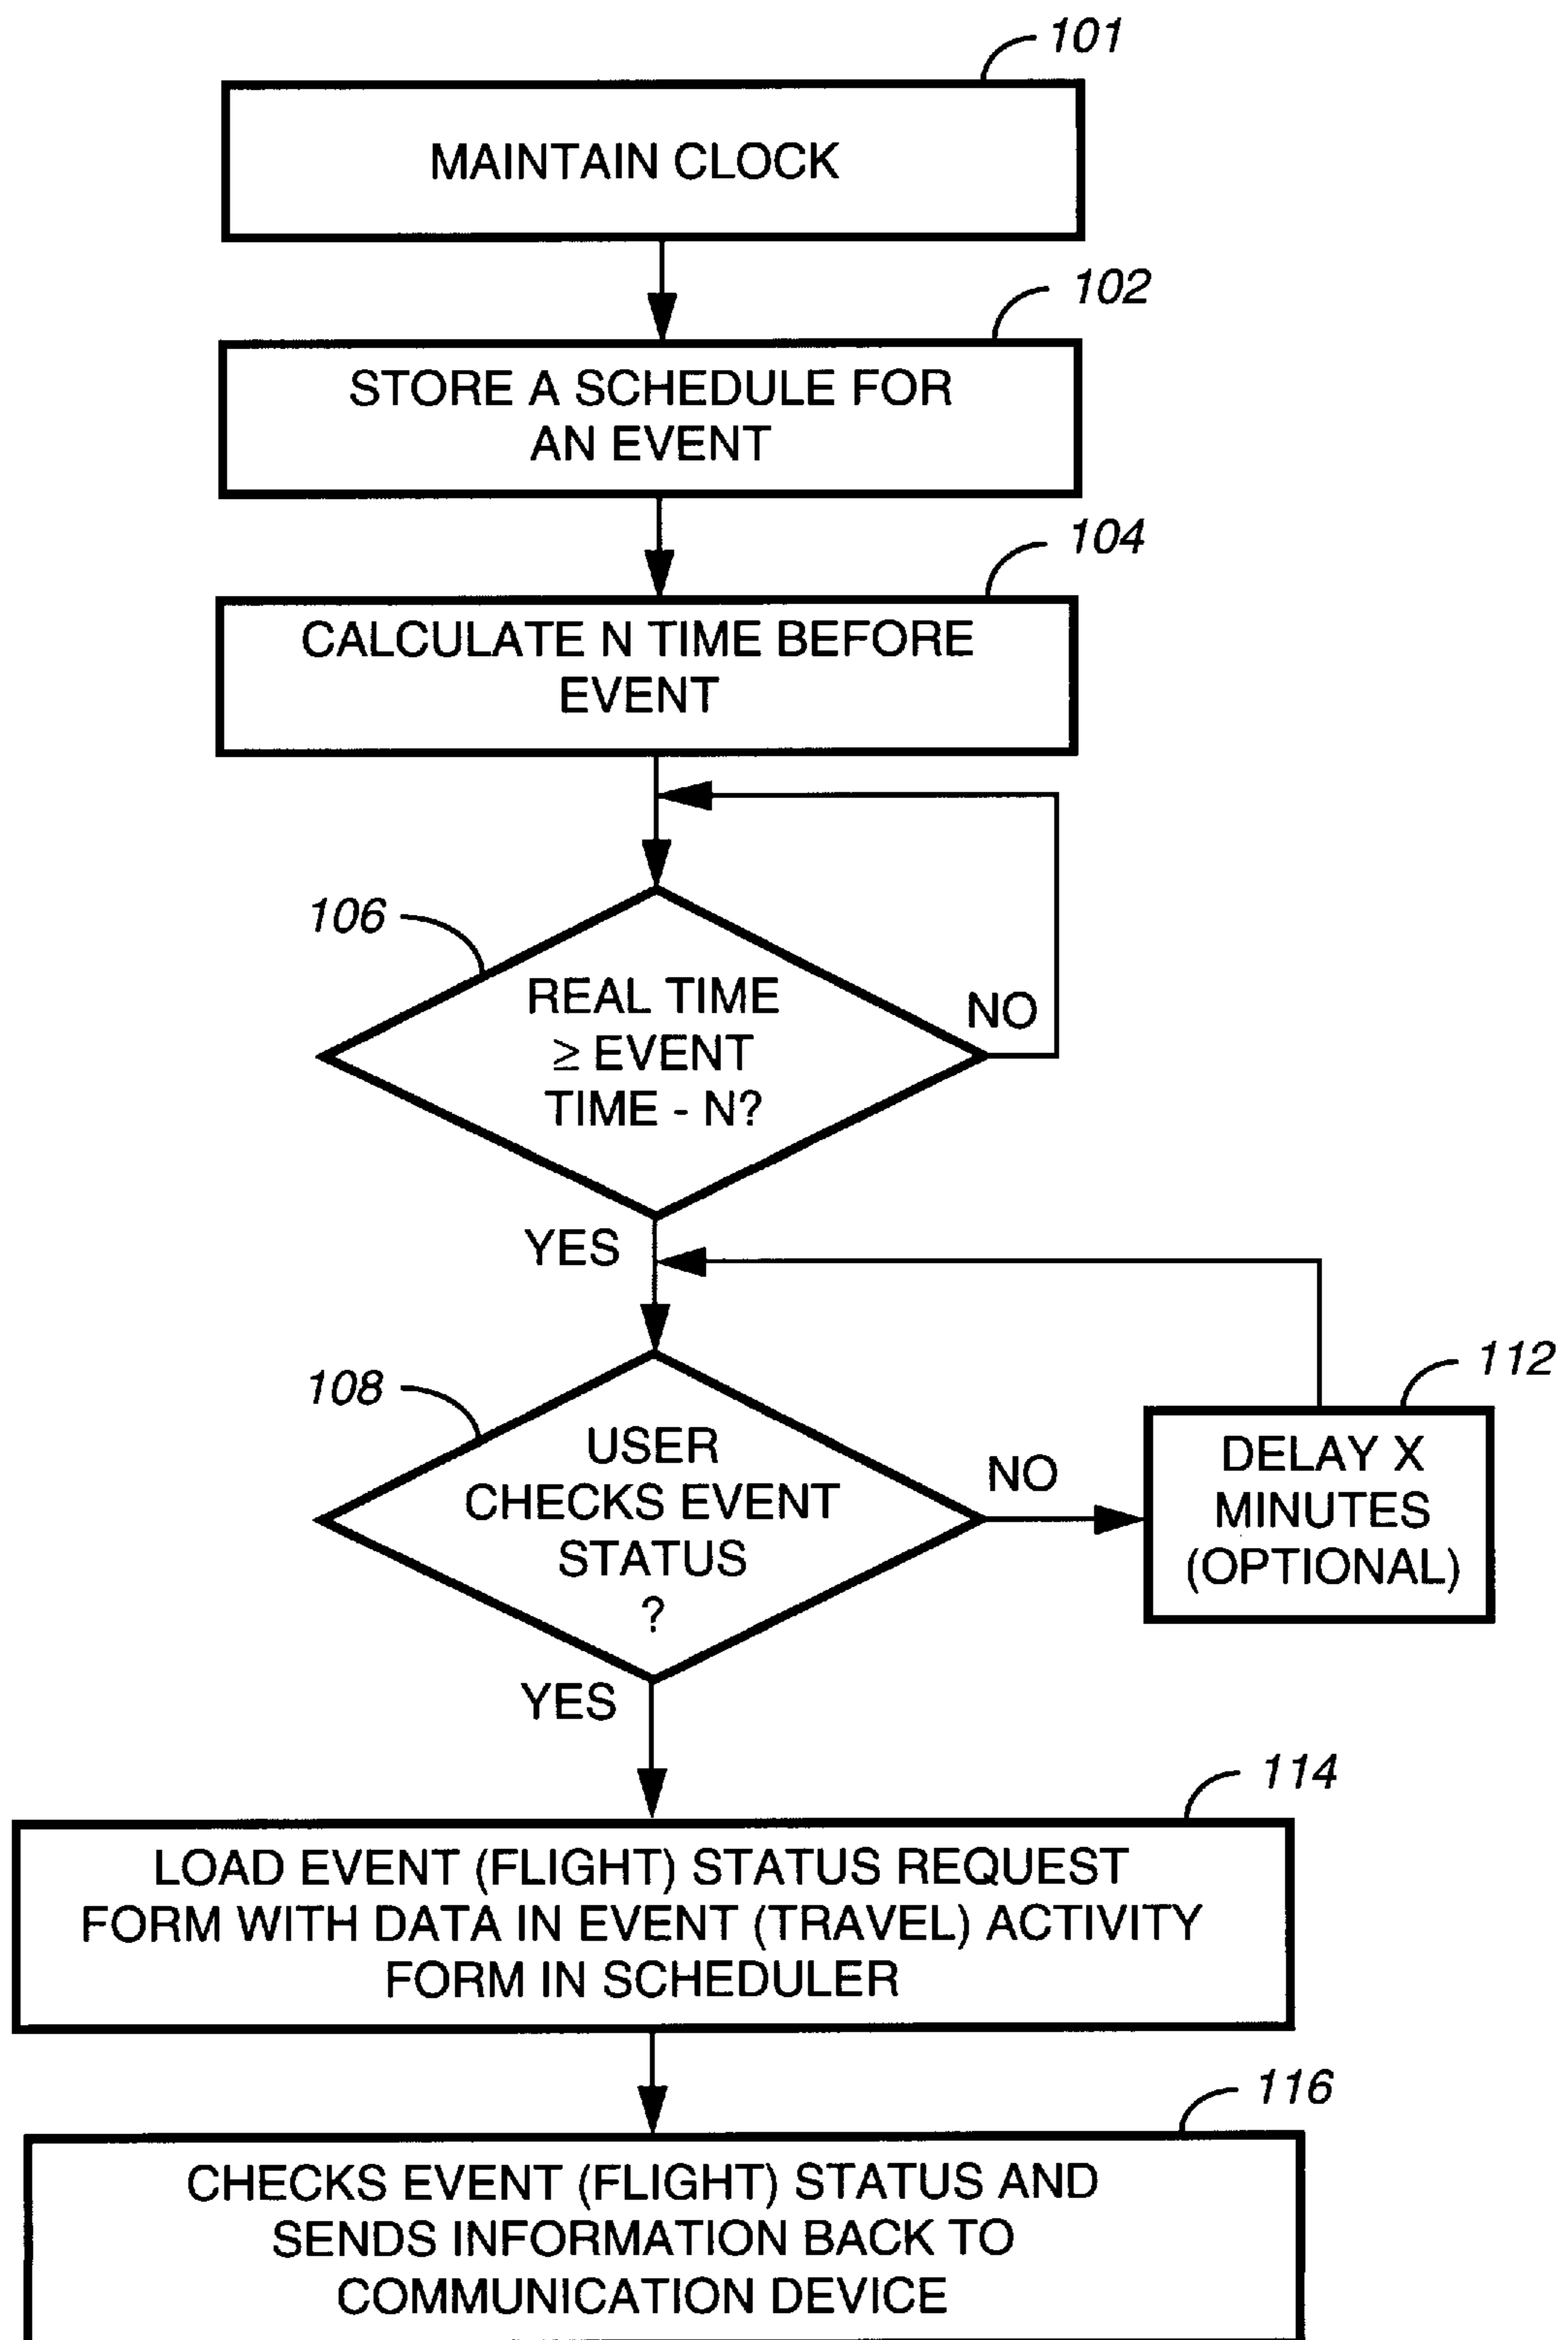 101
MAINTAIN CLOCK
102
STORE A SCHEDULE FOR
AN EVENT
104
CALCULATE N TIME BEFORE
EVENT
106
REAL TIME
≥ EVENT
TIME - N?
NO
YES
108
USER
CHECKS EVENT
STATUS
?
NO
112
DELAY X
MINUTES
(OPTIONAL)
YES
114
LOAD EVENT (FLIGHT) STATUS REQUEST
FORM WITH DATA IN EVENT (TRAVEL) ACTIVITY
FORM IN SCHEDULER
116
CHECKS EVENT (FLIGHT) STATUS AND
SENDS INFORMATION BACK TO
COMMUNICATION DEVICE